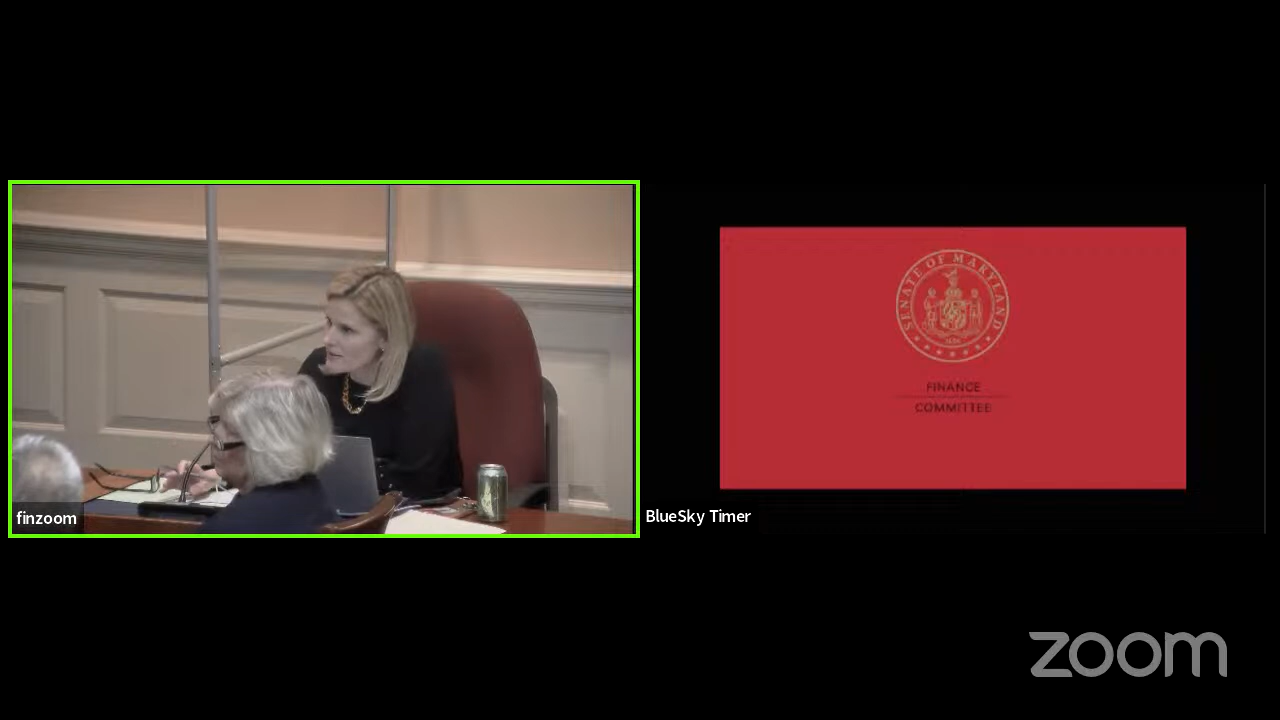 SENATE OF MARYLAND
FINANCE
COMMITTEE
finzoom
BlueSky Timer
zoom